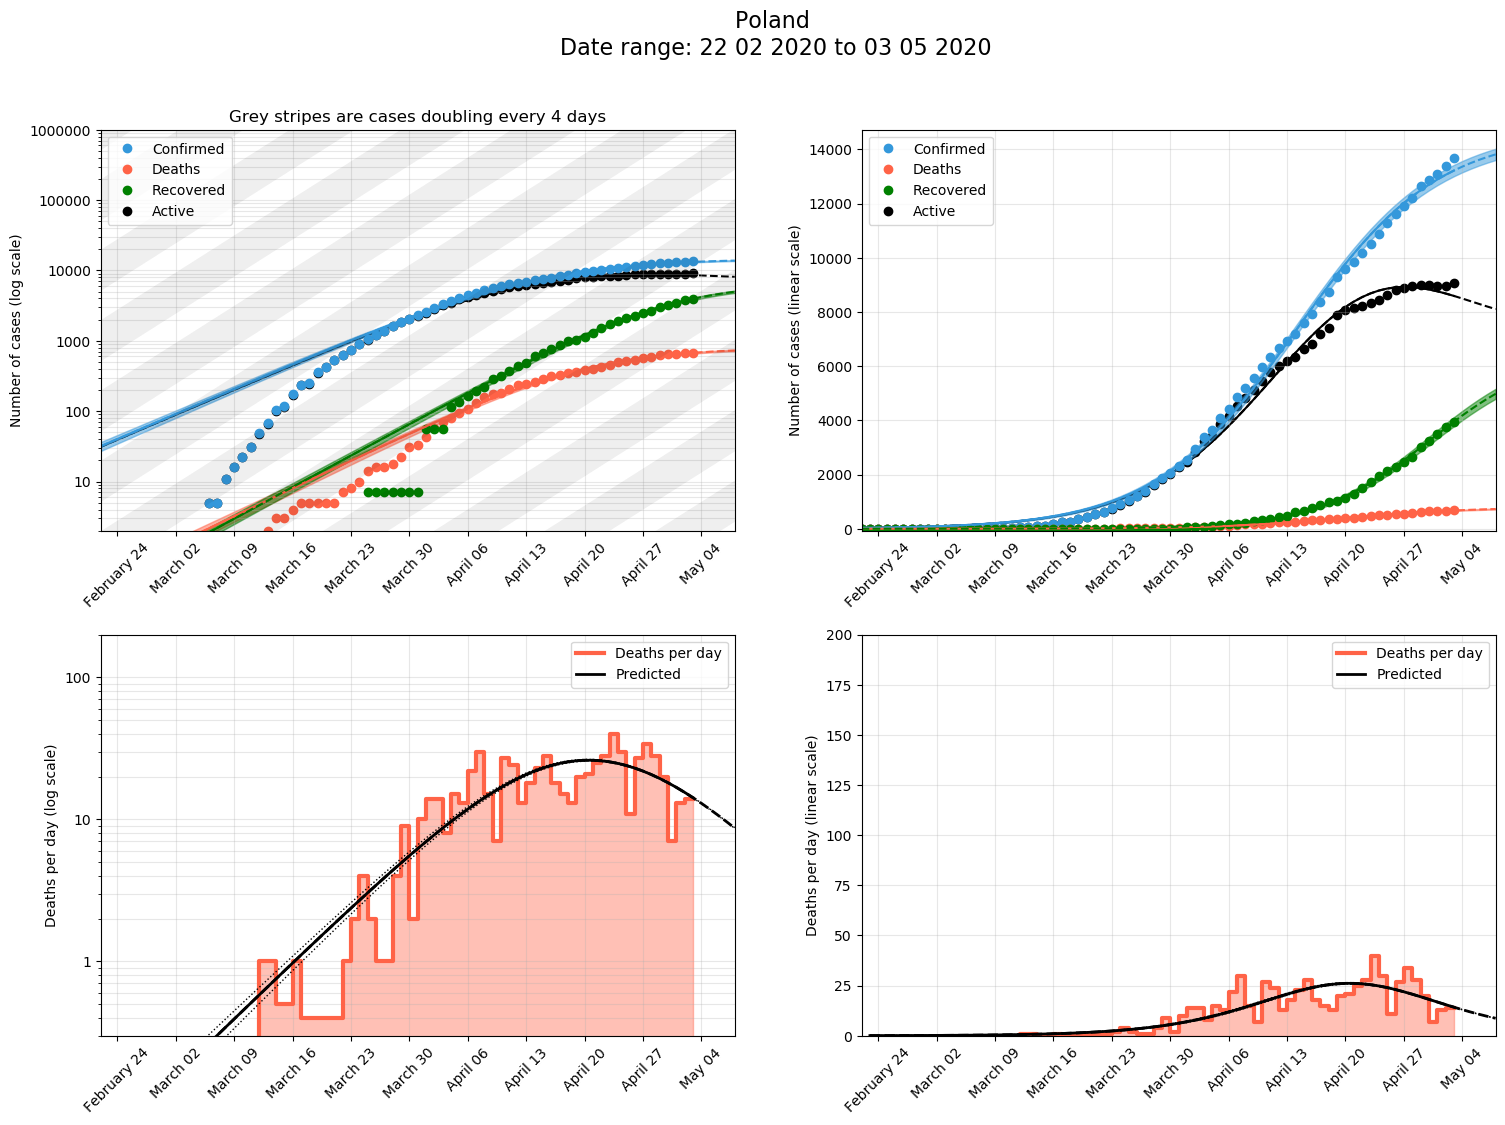 Poland
Date range: 22 02 2020 to 03 05 2020
Grey stripes are cases doubling every 4 days
Number of cases (log scale)
1000000
100000
10000
1000
100
10
Confirmed
Deaths
Recovered
Active
February 24
March 02
March 09
March 16
March 23
March 30
April 06
April 13
April 20
April 27
May 04
Number of cases (linear scale)
14000
12000
10000
8000
6000
4000
2000
0
Confirmed
Deaths
Recovered
Active
February 24
March 02
March 09
March 16
March 23
March 30
April 06
April 13
April 20
April 27
May 04
Deaths per day (log scale)
100
10
1
Deaths per day
Predicted
February 24
March 02
March 09
March 16
March 23
March 30
April 06
April 13
April 20
April 27
May 04
Deaths per day (linear scale)
200
175
150
125
100
75
50
25
0
Deaths per day
Predicted
February 24
March 02
March 09
March 16
March 23
March 30
April 06
April 13
April 20
April 27
May 04